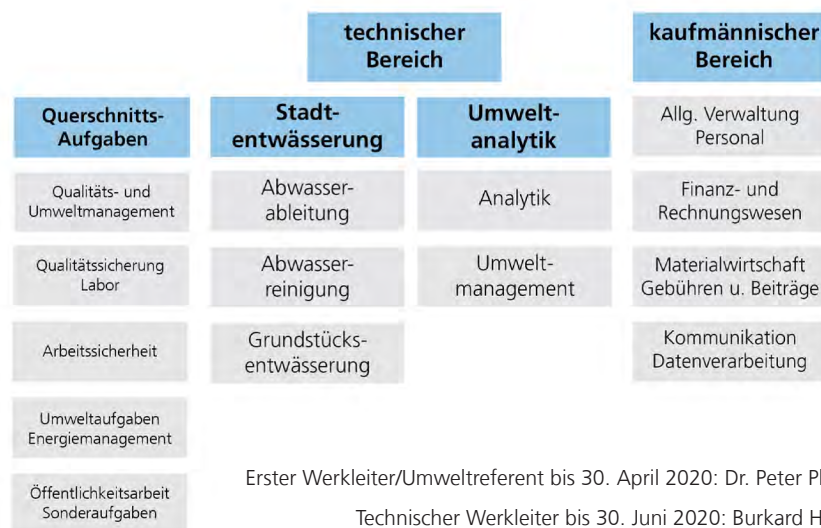 technischer
Bereich
kaufmännischer
Bereich
Querschnitts-
Aufgaben
Qualitäts- und
Umweltmanagement
Qualitätssicherung
Labor
Arbeitssicherheit
Umweltaufgaben
Energiemanagement
Öffentlichkeitsarbeit
Sonderaufgaben
Stadt-
entwässerung
Abwasser-
ableitung
Abwasser-
reinigung
Grundstücks-
entwässerung
Umwelt-
analytik
Analytik
Umwelt-
management
Allg. Verwaltung
Personal
Finanz- und
Rechnungswesen
Materialwirtschaft
Gebühren u. Beiträge
Kommunikation
Datenverarbeitung
Erster Werkleiter/Umweltreferent bis 30. April 2020: Dr. Peter
Technischer Werkleiter bis 30. Juni 2020: Burkard